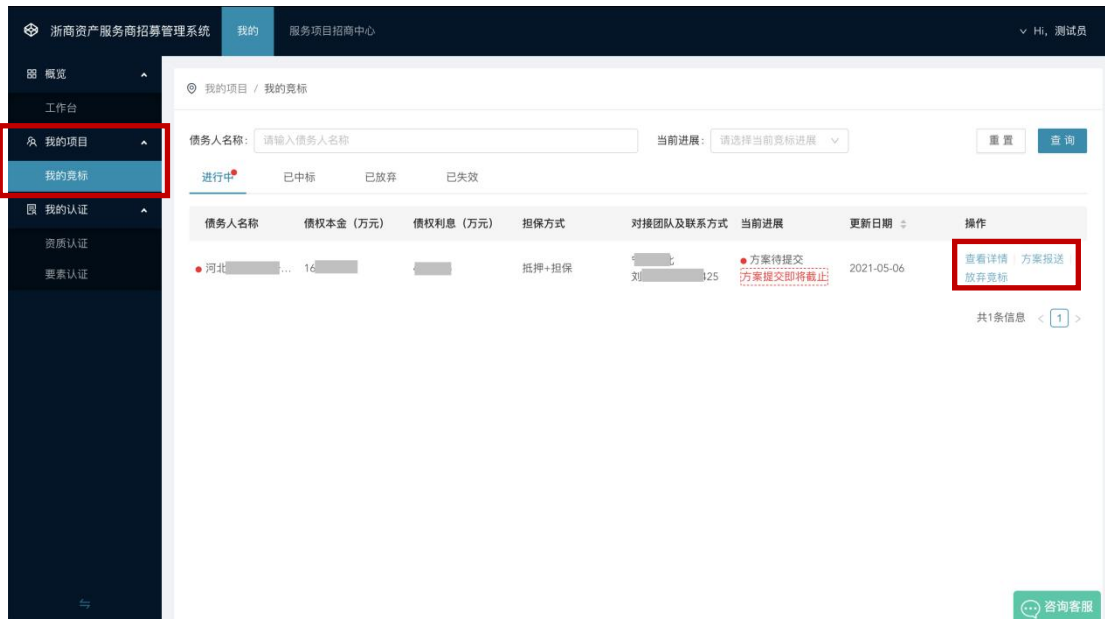 浙商资产服务商招募管理系统 我的 服务项目招商中心 Hi, 测试员
概览
工作台
我的项目
我的竞标
我的认证
资质认证
要素认证
我的项目 / 我的竞标
债务人名称: 请输入债务人名称 当前进展: 请选择当前竞标进展 重置 查询
进行中 已中标 已放弃 已失效
债务人名称 债权本金（万元） 债权利息（万元） 担保方式 对接团队及联系方式 当前进展 更新日期 操作
河北 ... 16 抵押+担保 刘 425 方案待提交 2021-05-06 查看详情 方案报送
方案提交即将截止 放弃竞标
共1条信息 < 1 >
咨询客服